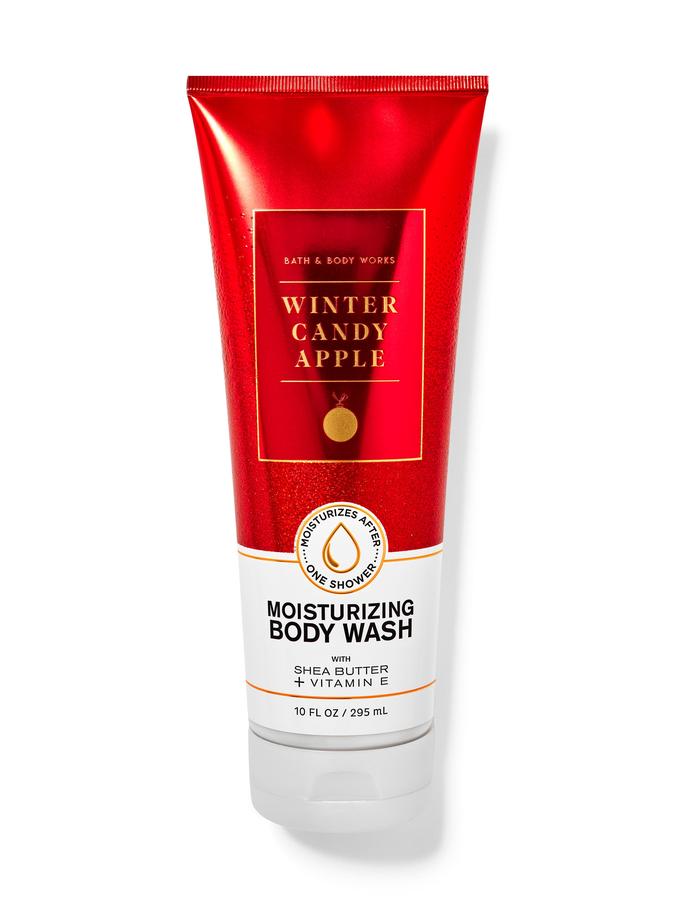 BATH & BODY WORKS
WINTER
CANDY
APPLE
MOISTURIZES AFTER
ONE SHOWER
MOISTURIZING
BODY WASH
WITH
SHEA BUTTER
+ VITAMIN E
10 FL OZ / 295 mL